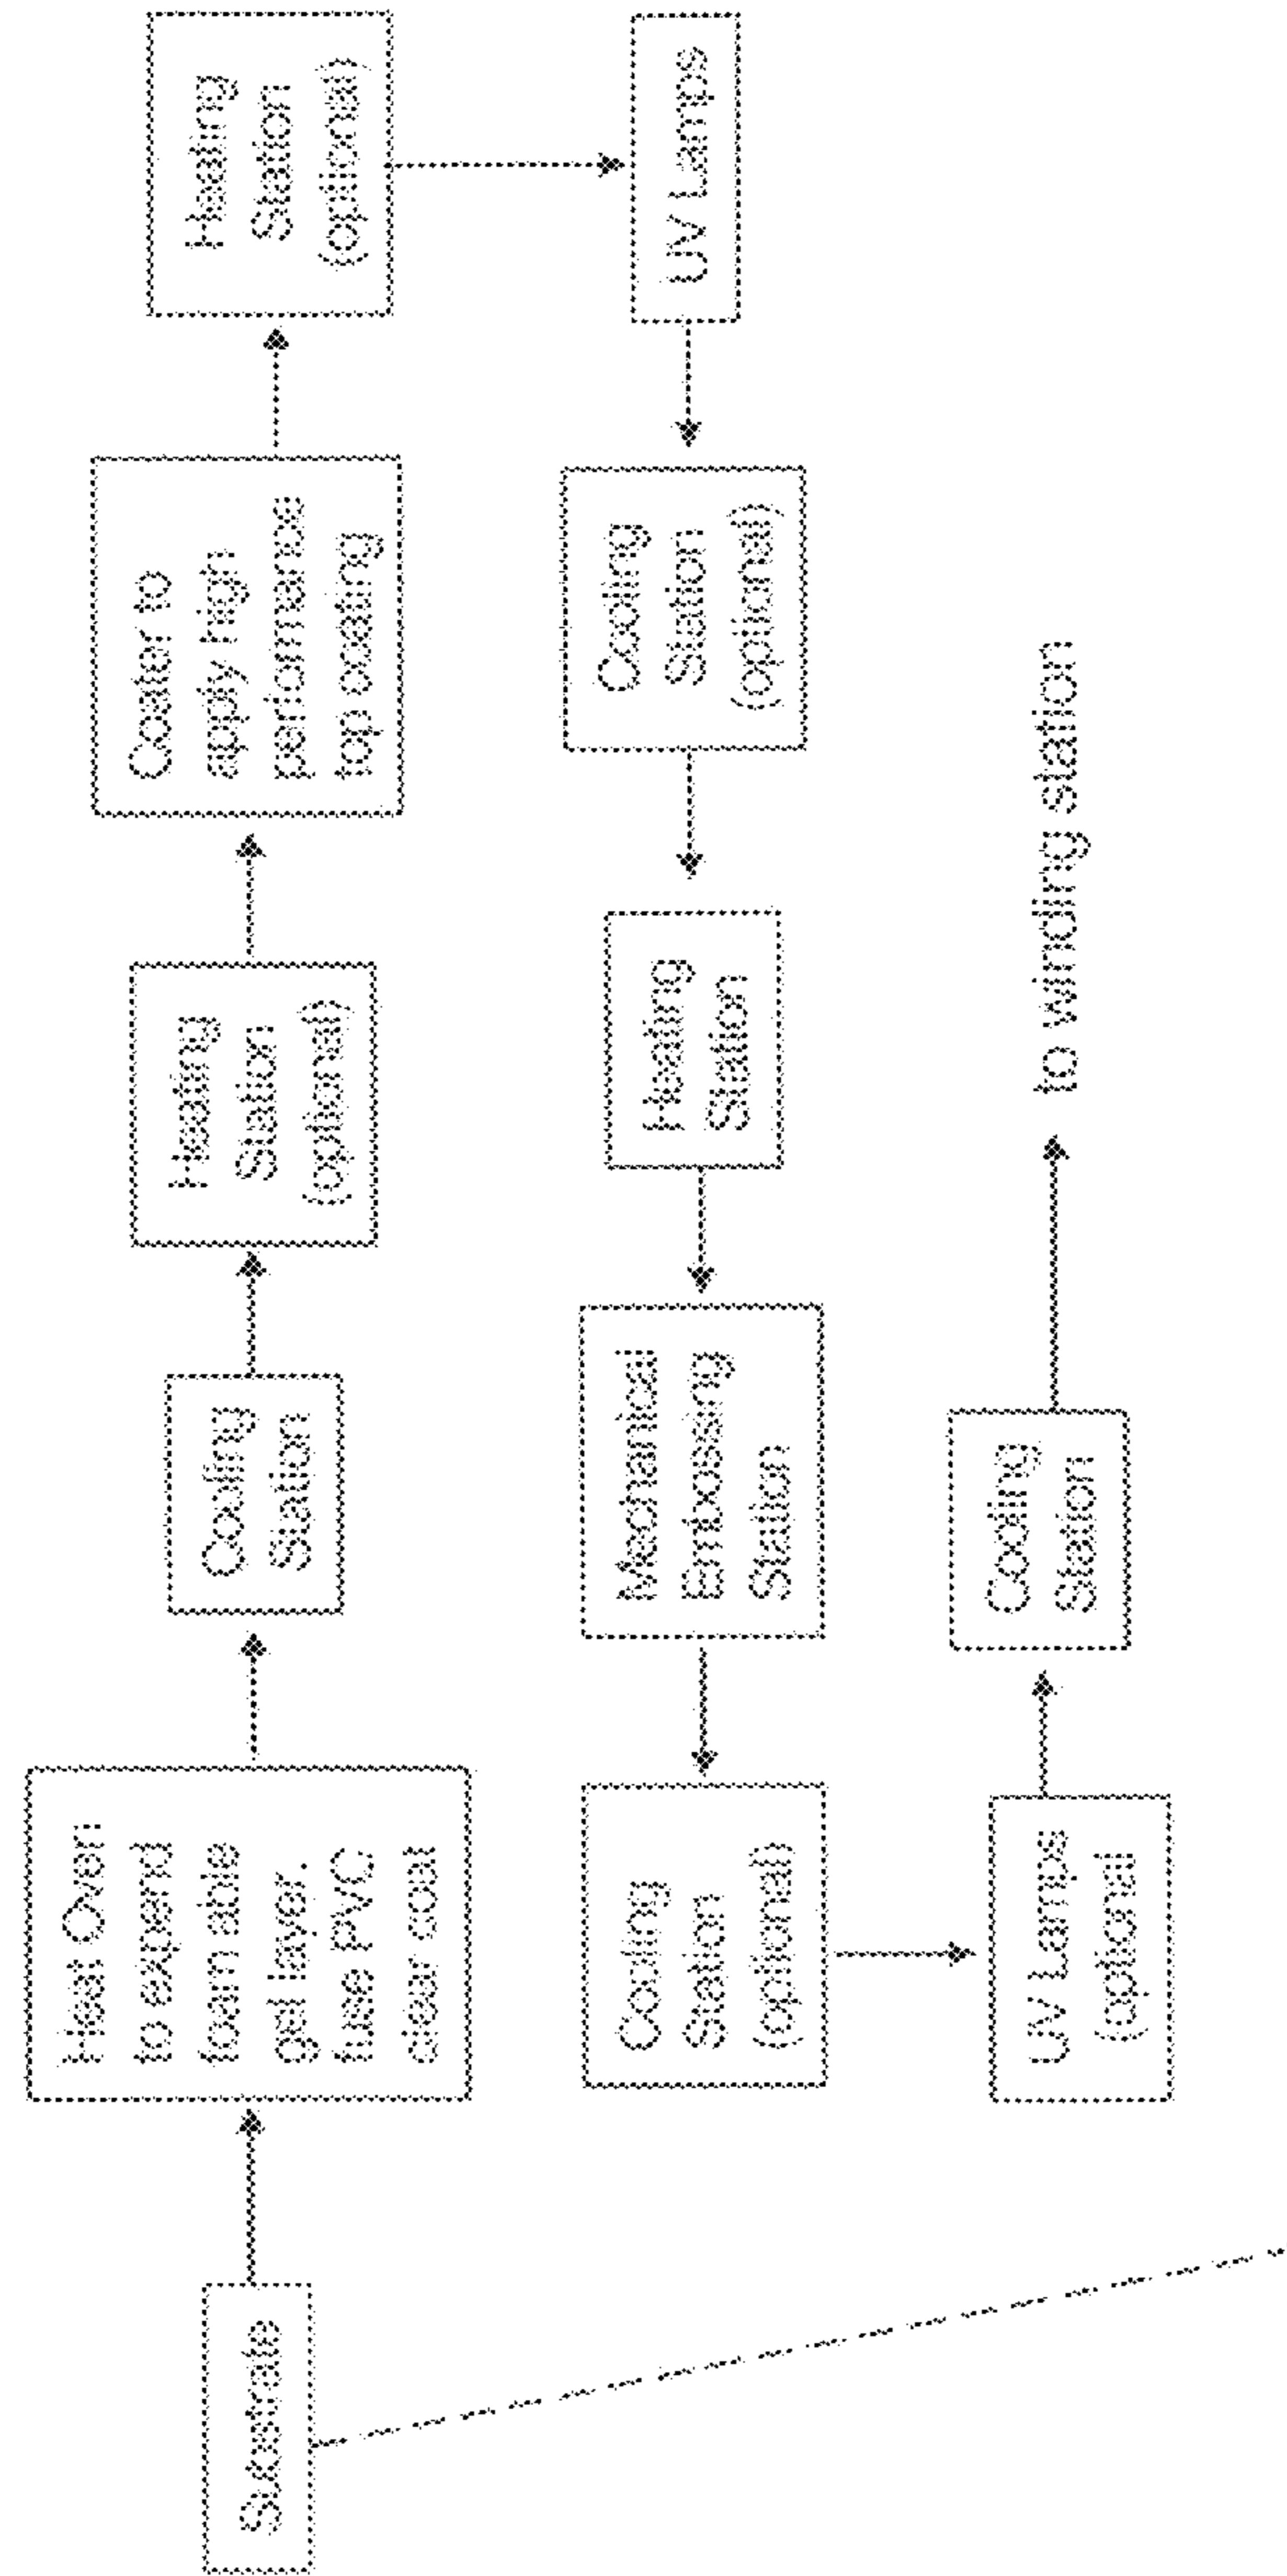 Substrate
Heat Oven
to expand
foam able
gel layer.
fuse PVC
clear coat
Cooling
Station
Heating
Station
(optional)
Coater to
apply high
performance
top coating
Heating
Station
(optional)
UV Lamps
Cooling
Station
(optional)
Heating
Station
Mechanical
Embossing
Station
Cooling
Station
(optional)
UV Lamps
(optional
Cooling
Station
to winding station